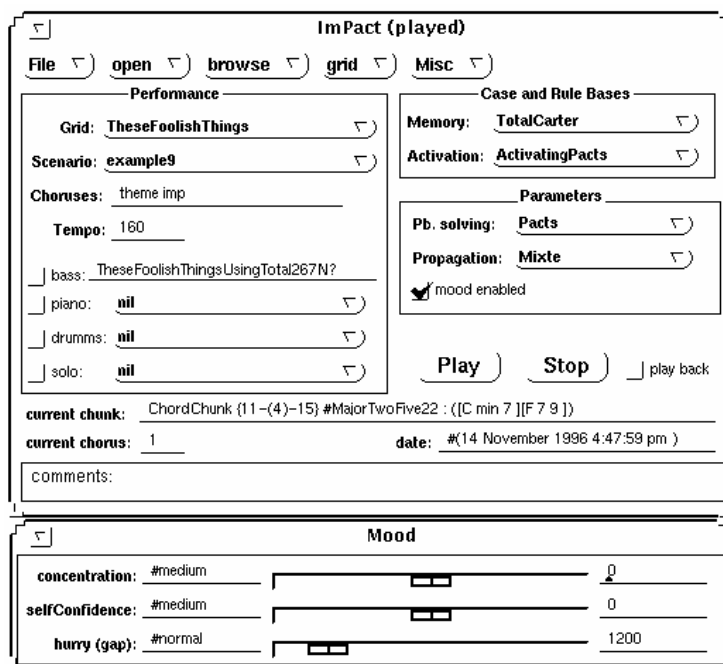 ImPact (played)
File open browse grid Misc
Performance
Grid: TheseFoolishThings
Scenario: example9
Choruses: theme imp
Tempo: 160
bass: TheseFoolishThingsUsingTotal267N?
piano: nil
drumms: nil
solo: nil
Case and Rule Bases
Memory: TotalCarter
Activation: ActivatingPacts
Parameters
Pb. solving: Pacts
Propagation: Mixte
mood enabled
Play Stop play back
current chunk: ChordChunk {11-(4)-15} #MajorTwoFive22 : ([C min 7 ][F 7 9 ])
current chorus: 1 date: #(14 November 1996 4:47:59 pm )
comments:
Mood
concentration: #medium 0
selfConfidence: #medium 0
hurry (gap): #normal 1200